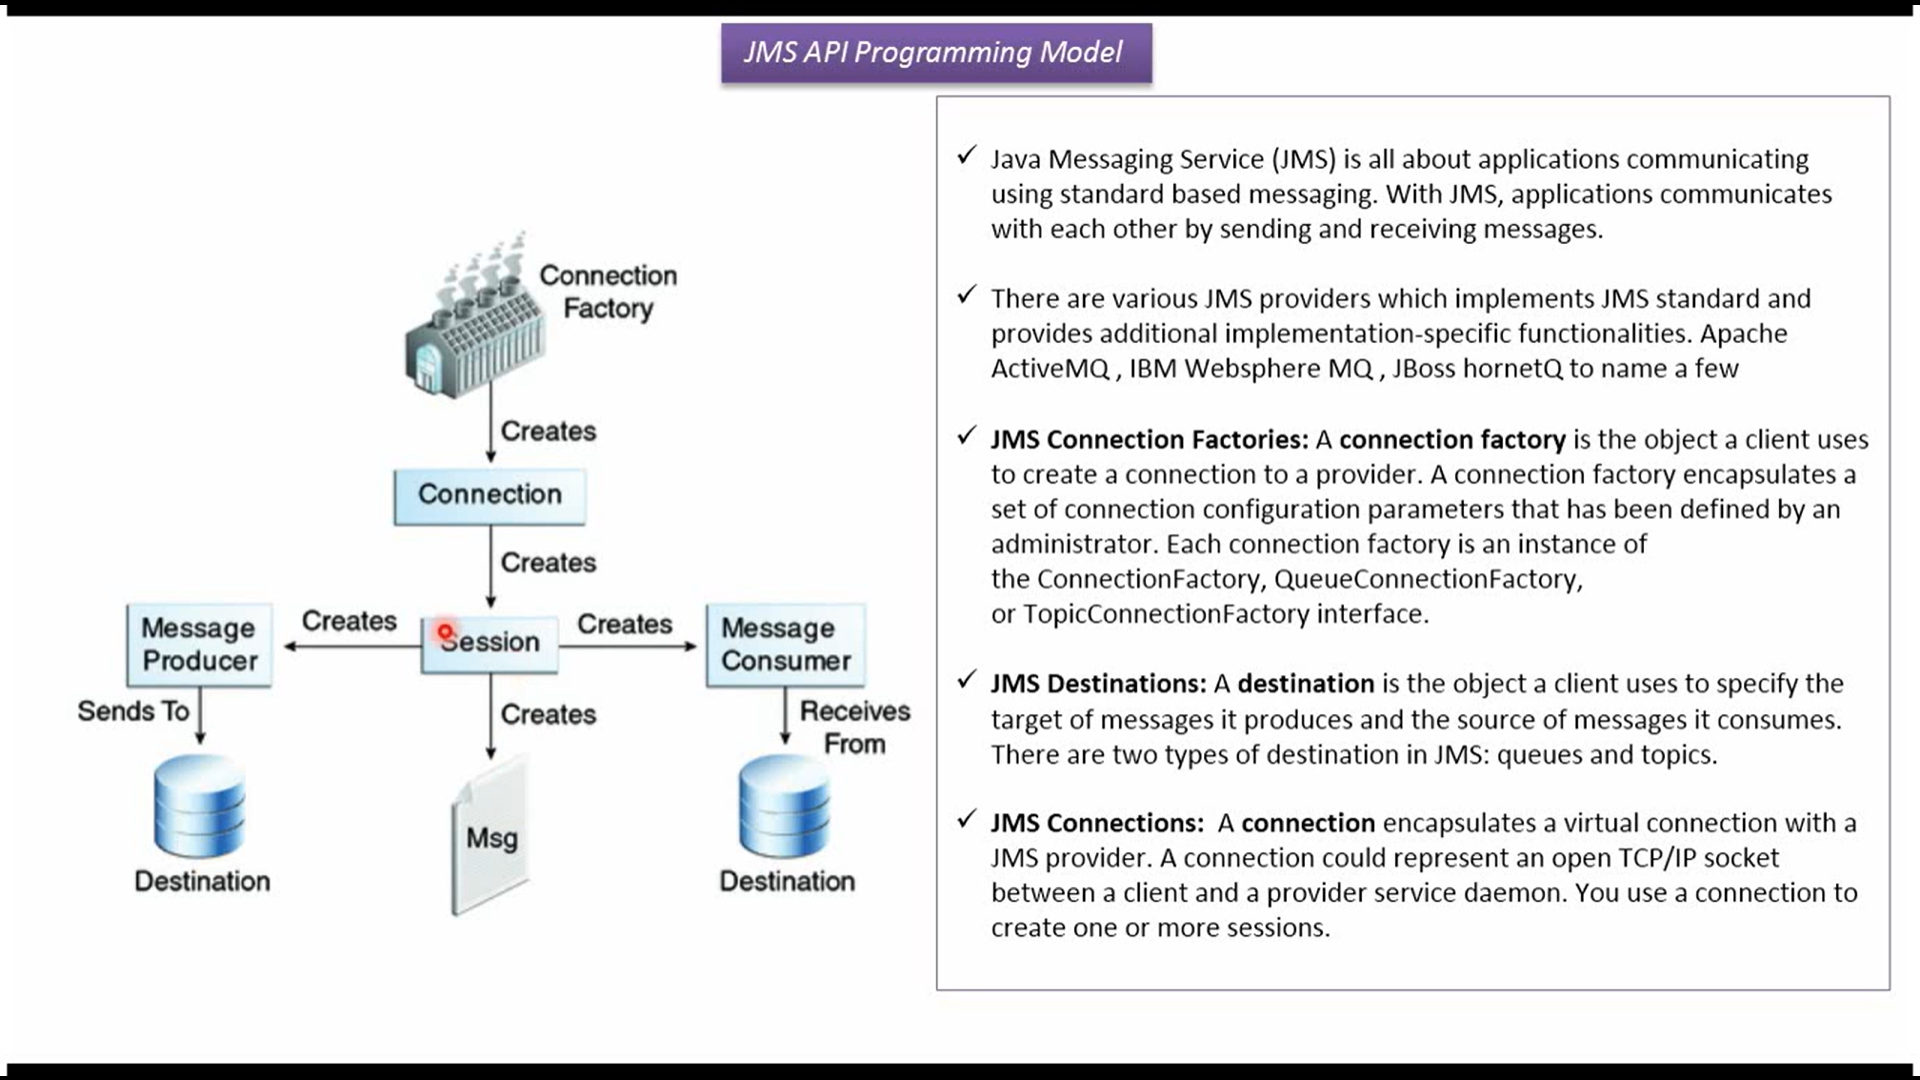 JMS API Programming Model
Connection
Factory
Creates
Connection
Creates
Message
Producer
Creates
Session
Creates
Message
Consumer
Sends To
Creates
Receives
From
Msg
Destination
Destination
✓ Java Messaging Service (JMS) is all about applications communicating
using standard based messaging. With JMS, applications communicates
with each other by sending and receiving messages.
✓ There are various JMS providers which implements JMS standard and
provides additional implementation-specific functionalities. Apache
ActiveMQ , IBM Websphere MQ , JBoss hornetQ to name a few
✓ JMS Connection Factories: A connection factory is the object a client uses
to create a connection to a provider. A connection factory encapsulates a
set of connection configuration parameters that has been defined by an
administrator. Each connection factory is an instance of
the ConnectionFactory, QueueConnectionFactory,
or TopicConnectionFactory interface.
✓ JMS Destinations: A destination is the object a client uses to specify the
target of messages it produces and the source of messages it consumes.
There are two types of destination in JMS: queues and topics.
✓ JMS Connections: A connection encapsulates a virtual connection with a
JMS provider. A connection could represent an open TCP/IP socket
between a client and a provider service daemon. You use a connection to
create one or more sessions.